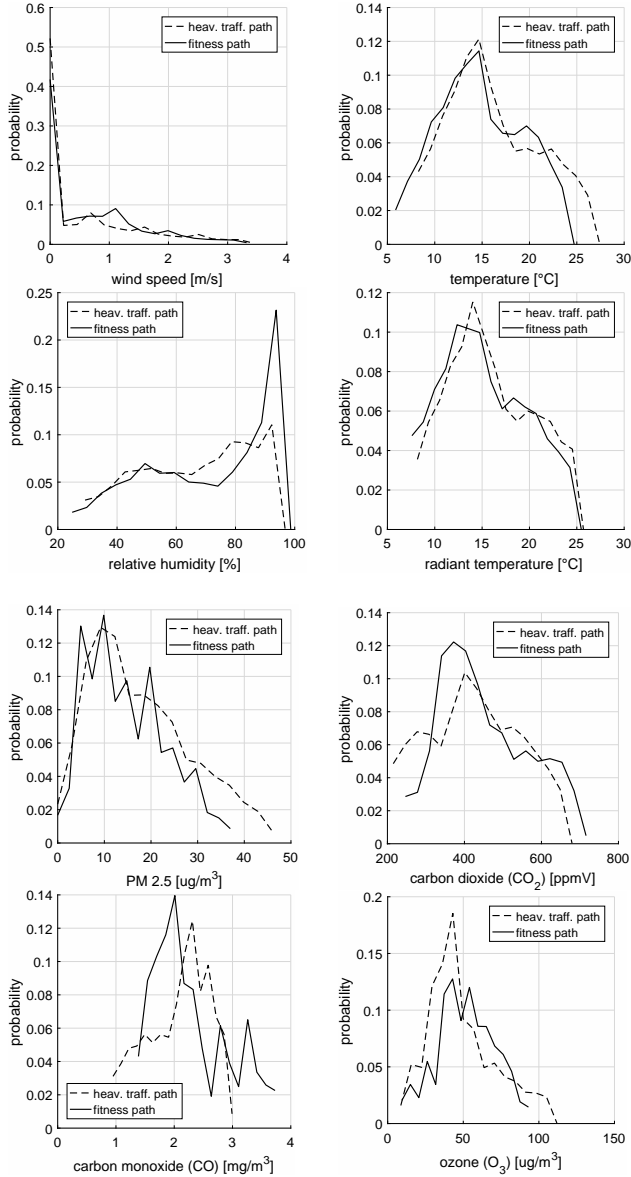 0.6
0.5
0.4
0.3
0.2
0.1
0
probability
0 1 2 3 4
wind speed [m/s]
heav. traff. path
fitness path
0.14
0.12
0.1
0.08
0.06
0.04
0.02
0
probability
5 10 15 20 25 30
temperature [°C]
heav. traff. path
fitness path
0.25
0.20
0.15
0.10
0.05
0
probability
20 40 60 80 100
relative humidity [%]
heav. traff. path
fitness path
0.12
0.1
0.08
0.06
0.04
0.02
0
probability
5 10 15 20 25 30
radiant temperature [°C]
heav. traff. path
fitness path
0.14
0.12
0.10
0.08
0.06
0.04
0.02
0
probability
0 10 20 30 40 50
PM 2.5 [ug/m³]
heav. traff. path
fitness path
0.14
0.12
0.10
0.08
0.06
0.04
0.02
0
probability
200 400 600 800
carbon dioxide (CO₂) [ppmV]
heav. traff. path
fitness path
0.14
0.12
0.1
0.08
0.06
0.04
0.02
0
probability
0 1 2 3 4
carbon monoxide (CO) [mg/m³]
heav. traff. path
fitness path
0.2
0.15
0.1
0.05
0
probability
0 50 100 150
ozone (O₃) [ug/m³]
heav. traff. path
fitness path